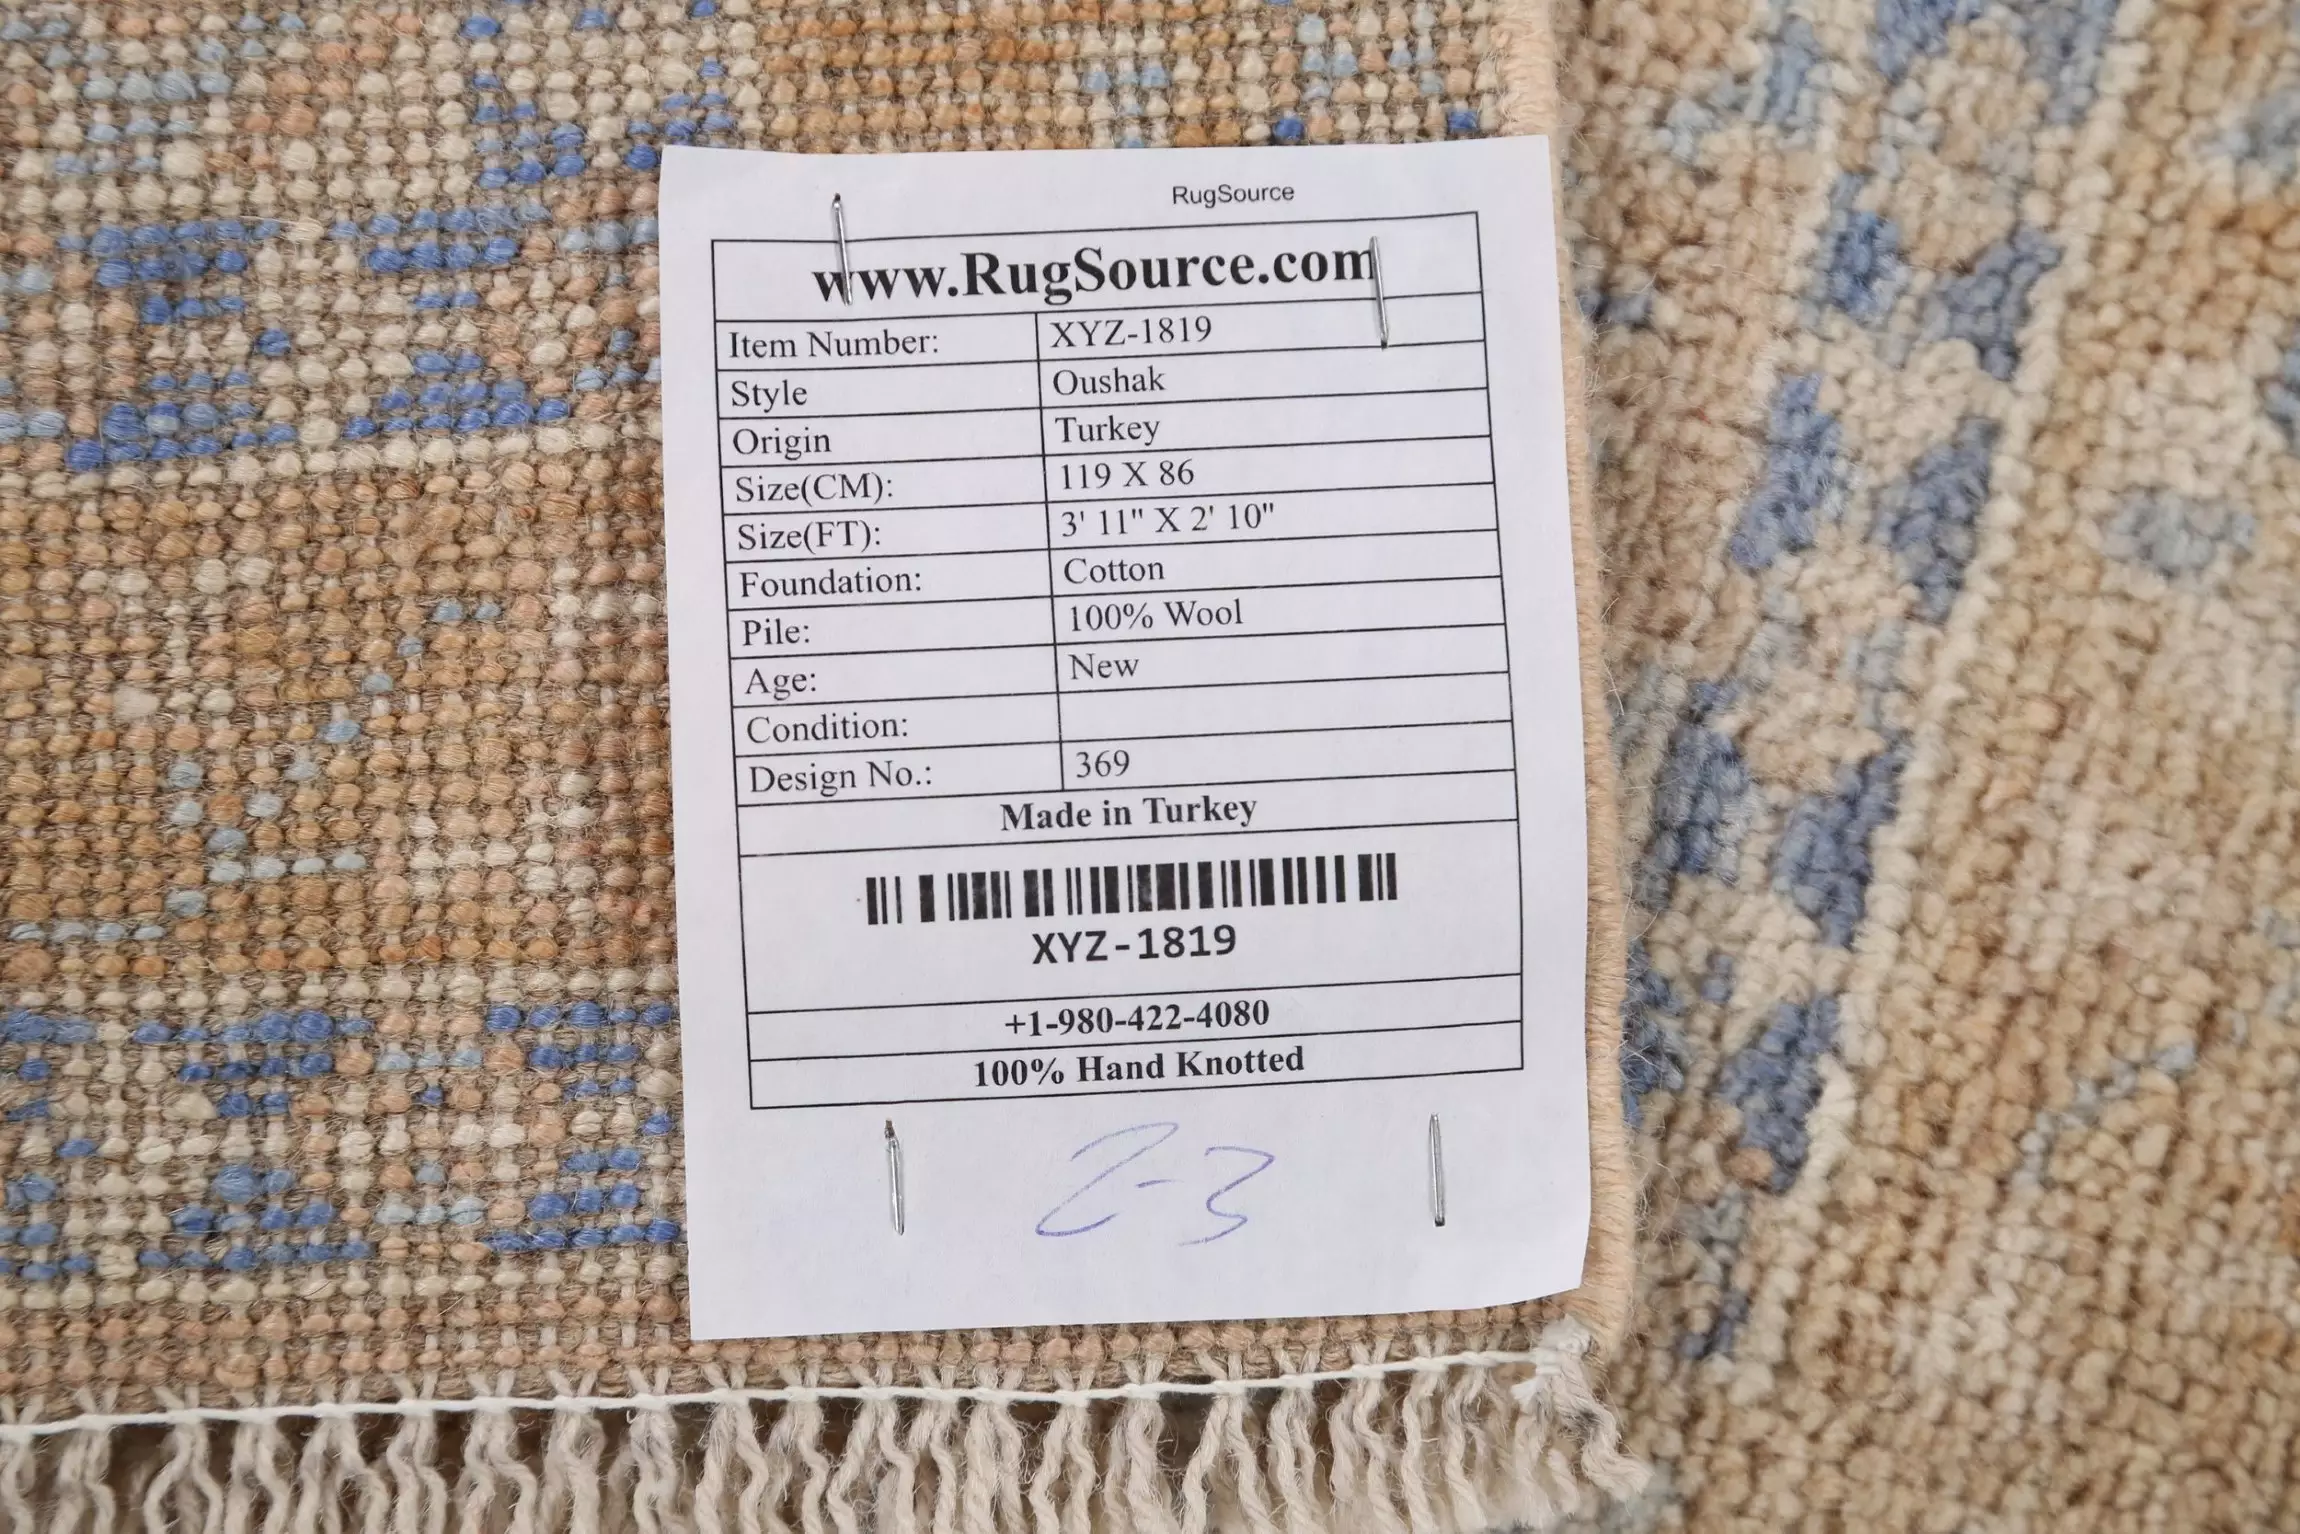 RugSource
www.RugSource.com
Item Number: XYZ-1819
Style Oushak
Origin Turkey
Size(CM): 119 X 86
Size(FT): 3' 11" X 2' 10"
Foundation: Cotton
Pile: 100% Wool
Age: New
Condition:
Design No.: 369
Made in Turkey
XYZ-1819
+1-980-422-4080
100% Hand Knotted
2-3